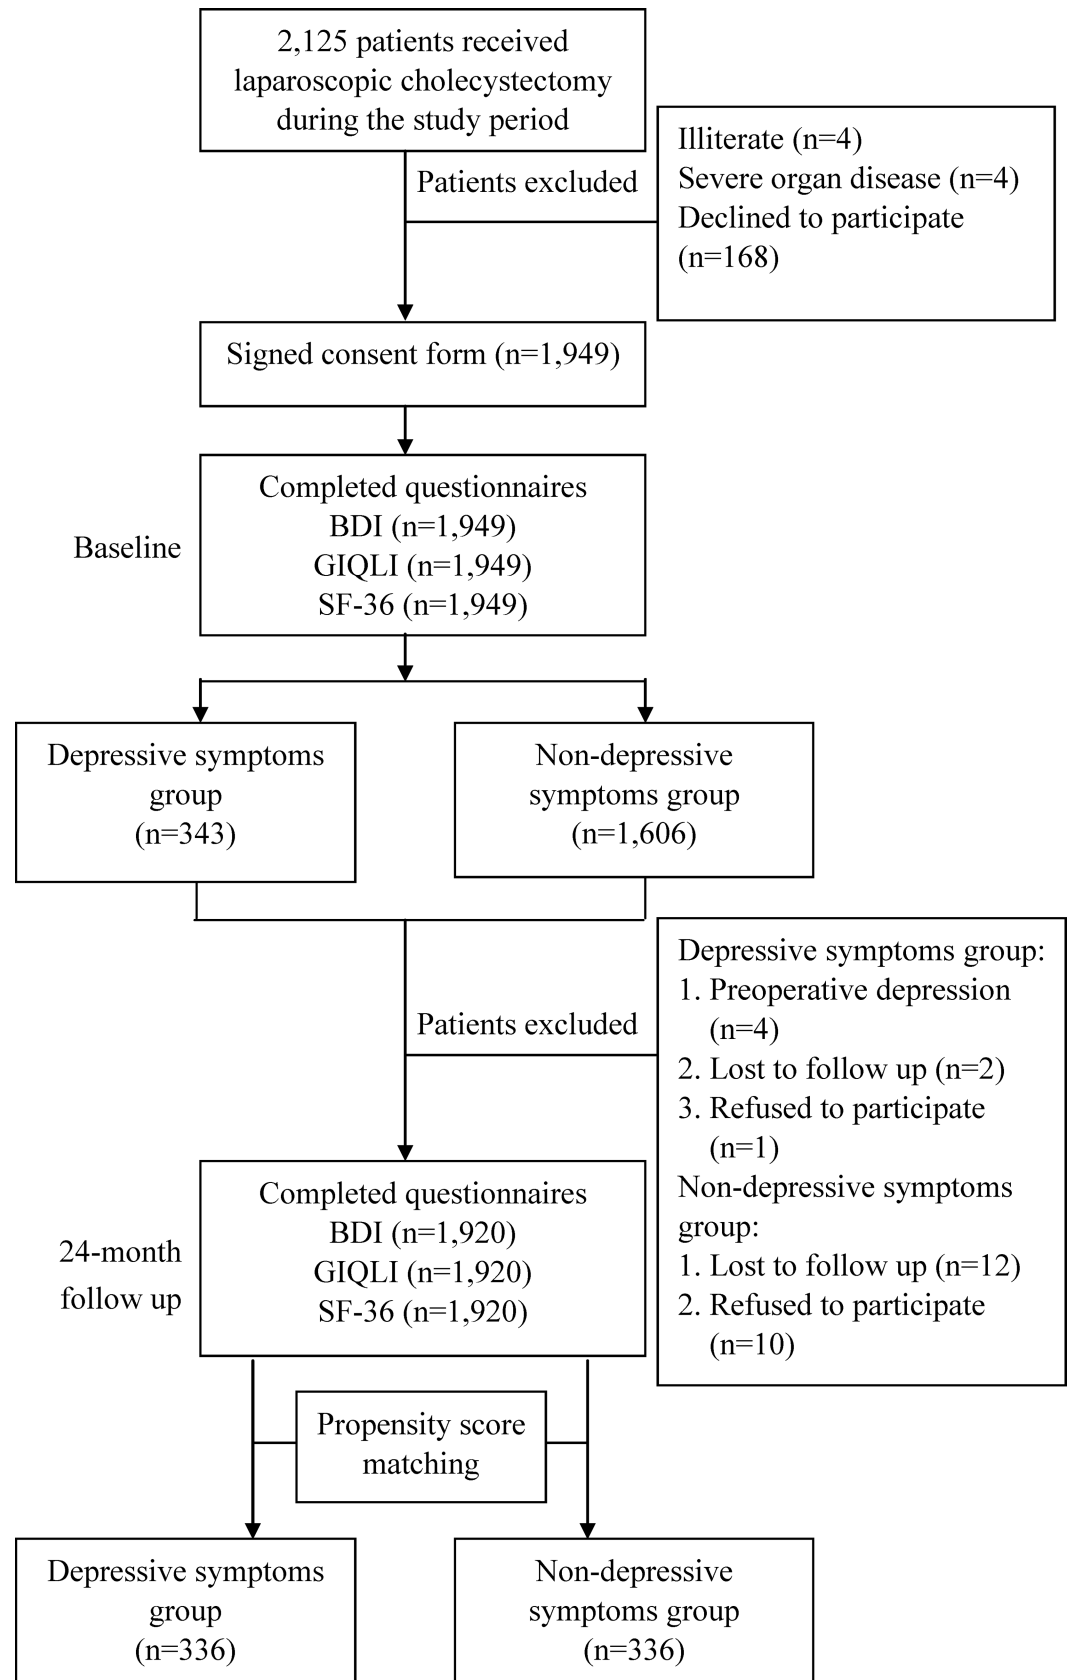 2,125 patients received
laparoscopic cholecystectomy
during the study period
Patients excluded
Illiterate (n=4)
Severe organ disease (n=4)
Declined to participate
(n=168)
Signed consent form (n=1,949)
Baseline
Completed questionnaires
BDI (n=1,949)
GIQLI (n=1,949)
SF-36 (n=1,949)
Depressive symptoms
group
(n=343)
Non-depressive
symptoms group
(n=1,606)
Patients excluded
Depressive symptoms group:
1. Preoperative depression
(n=4)
2. Lost to follow up (n=2)
3. Refused to participate
(n=1)
Non-depressive symptoms
group:
1. Lost to follow up (n=12)
2. Refused to participate
(n=10)
24-month
follow up
Completed questionnaires
BDI (n=1,920)
GIQLI (n=1,920)
SF-36 (n=1,920)
Propensity score
matching
Depressive symptoms
group
(n=336)
Non-depressive
symptoms group
(n=336)